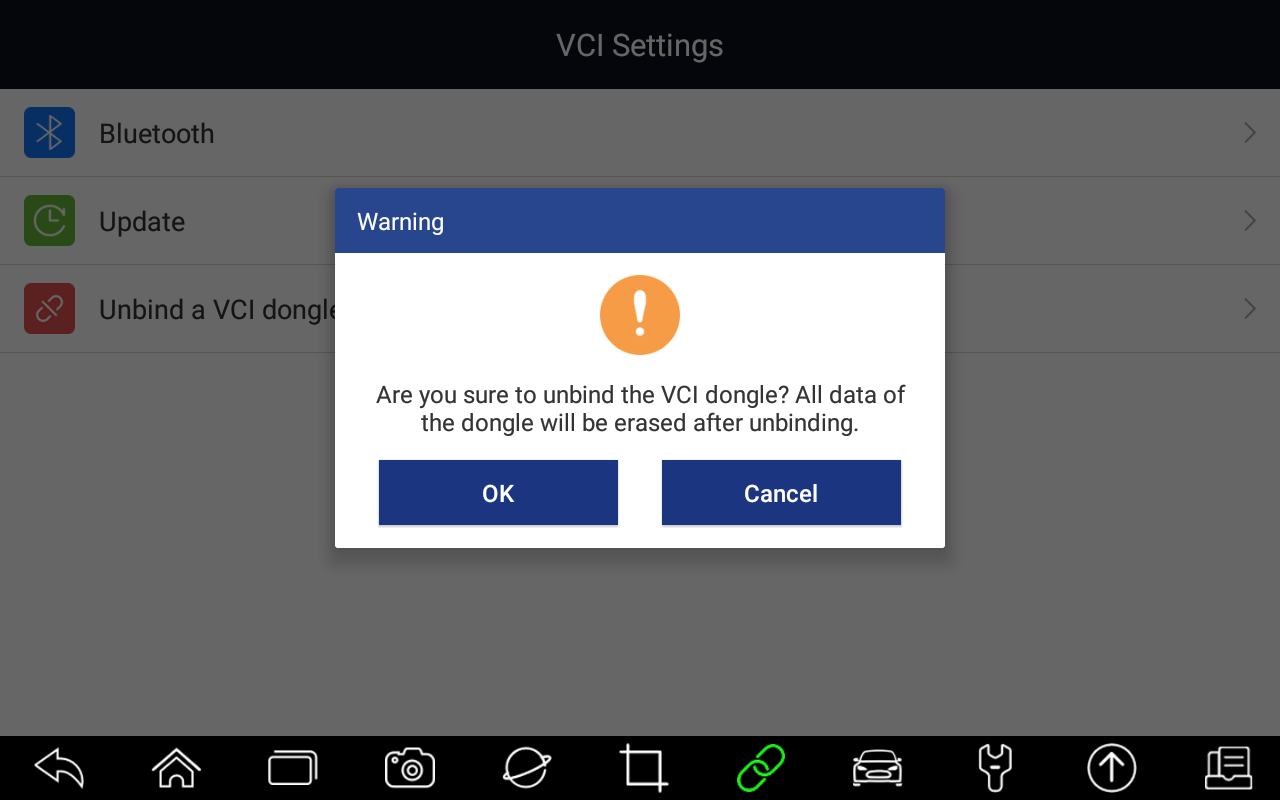 VCI Settings
Bluetooth
Update
Unbind a VCI dongle
Warning
Are you sure to unbind the VCI dongle? All data of
the dongle will be erased after unbinding.
OK
Cancel